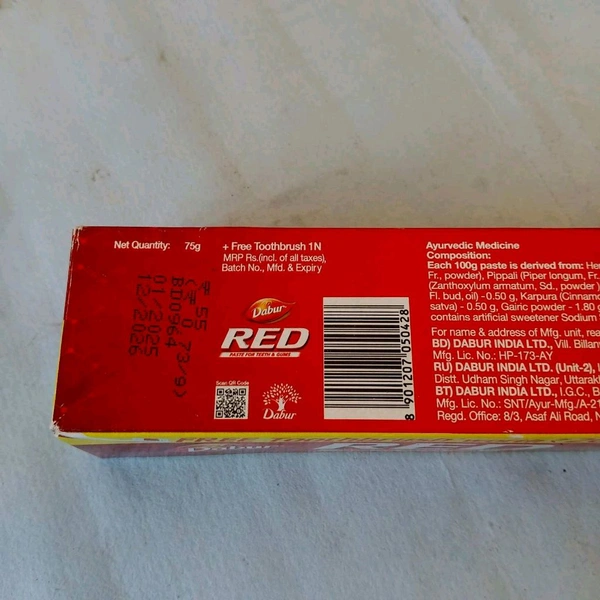 Net Quantity: 75g + Free Toothbrush 1N
MRP Rs.(incl. of all taxes),
Batch No., Mfd. & Expiry
₹ 55
(₹ 0.73/g)
BD0964
01/2025
12/2026
Dabur
RED
PASTE FOR TEETH & GUMS
Scan QR Code
Dabur
8 901207 050428
Ayurvedic Medicine
Composition:
Each 100g paste is derived from:
Fr., powder), Pippali (Piper longum, Fr.
(Zanthoxylum armatum, Sd., powder)
Fl. bud, oil) - 0.50 g, Karpura
satva) - 0.50 g, Gairic powder - 1.80
contains artificial sweetener Sodium
For name & address of Mfg. unit,
BD) DABUR INDIA LTD., Vill.
Mfg. Lic. No.: HP-173-AY
RU) DABUR INDIA LTD. (Unit-2),
Distt. Udham Singh Nagar,
BT) DABUR INDIA LTD., I.G.C.,
Mfg. Lic. No.: SNT/Ayur-Mfg./A-21
Regd. Office: 8/3, Asaf Ali Road,
Dabur